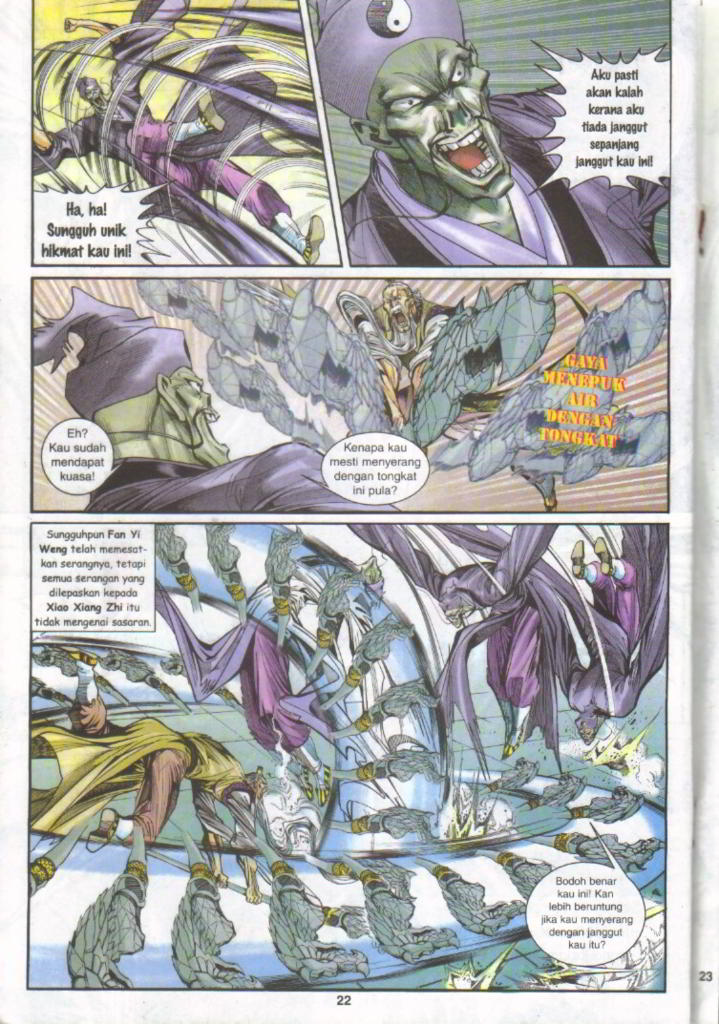 Ha, ha!
Sungguh unik
hikmat kau ini!
Aku pasti
akan kalah
kerana aku
tiada janggut
sepanjang
janggut kau ini!
Eh?
Kau sudah
mendapat
kuasa!
Kenapa kau
mesti menyerang
dengan tongkat
ini pula?
GAYA
MENEPUK
AIR
DENGAN
TONGKAT
Sungguhpun Fan Yi
Weng telah memesat-
kan serangnya, tetapi
semua serangan yang
dilepaskan kepada
Xiao Xiang Zhi itu
tidak mengenai sasaran.
Bodoh benar
kau ini! Kan
lebih beruntung
jika kau menyerang
dengan janggut
kau itu?
22
23